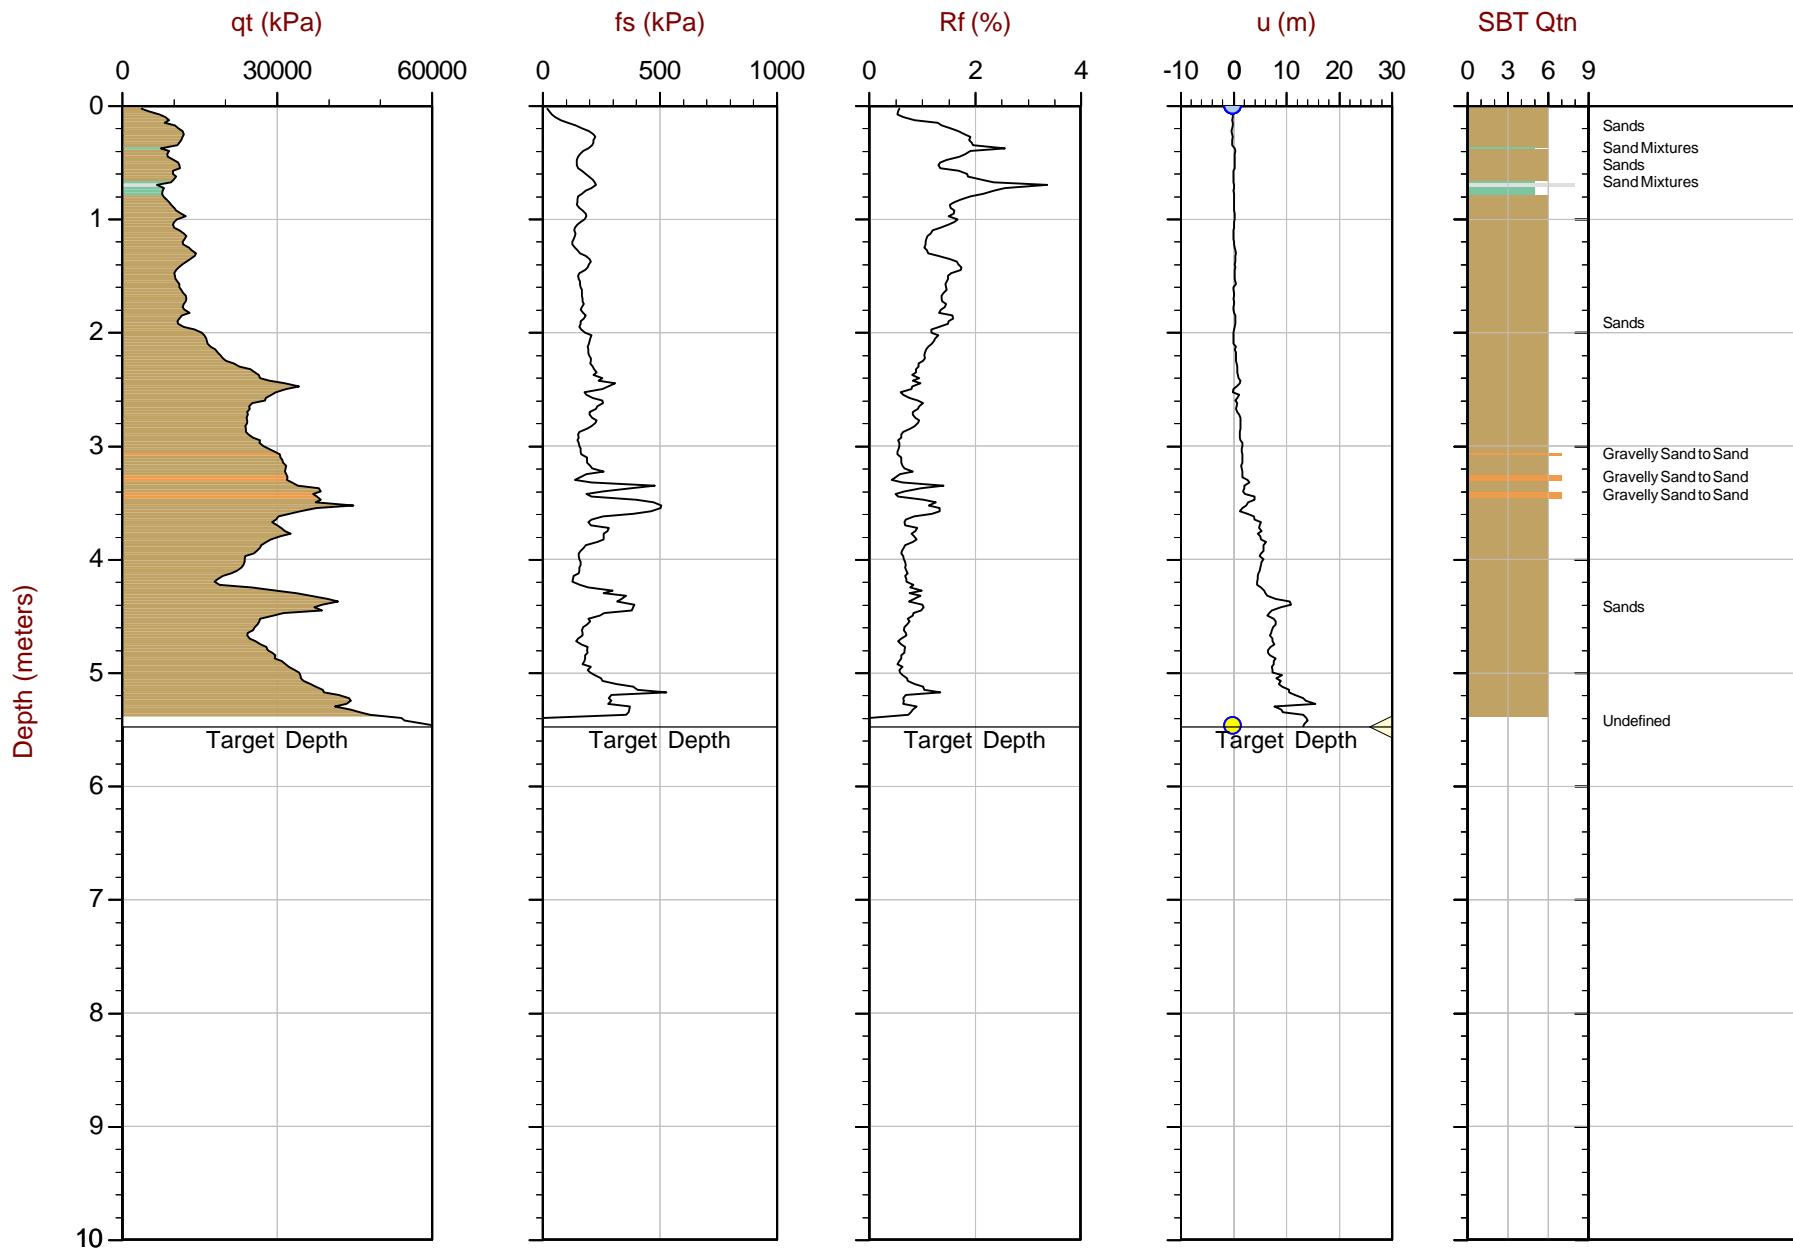 qt (kPa)
fs (kPa)
Rf (%)
u (m)
SBT Qtn
0 30000 60000
0 500 1000
0 2 4
-10 0 10 20 30
0 3 6 9
Depth (meters)
0
1
2
3
4
5
6
7
8
9
10
Sands
Sand Mixtures
Sands
Sand Mixtures
Sands
Gravelly Sand to Sand
Gravelly Sand to Sand
Gravelly Sand to Sand
Sands
Undefined
Target Depth
Target Depth
Target Depth
Target Depth